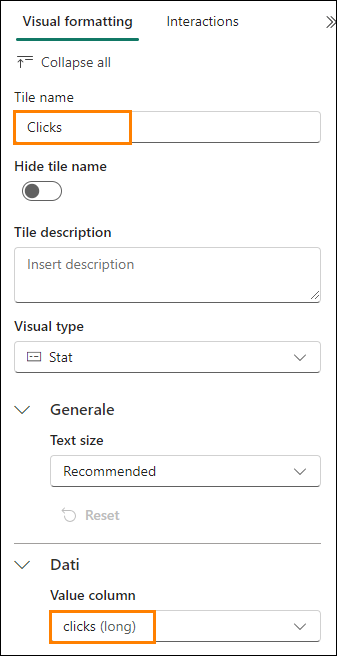 Visual formatting Interactions
Collapse all
Tile name
Clicks
Hide tile name
Tile description
Insert description
Visual type
Stat
Generale
Text size
Recommended
Reset
Dati
Value column
clicks (long)